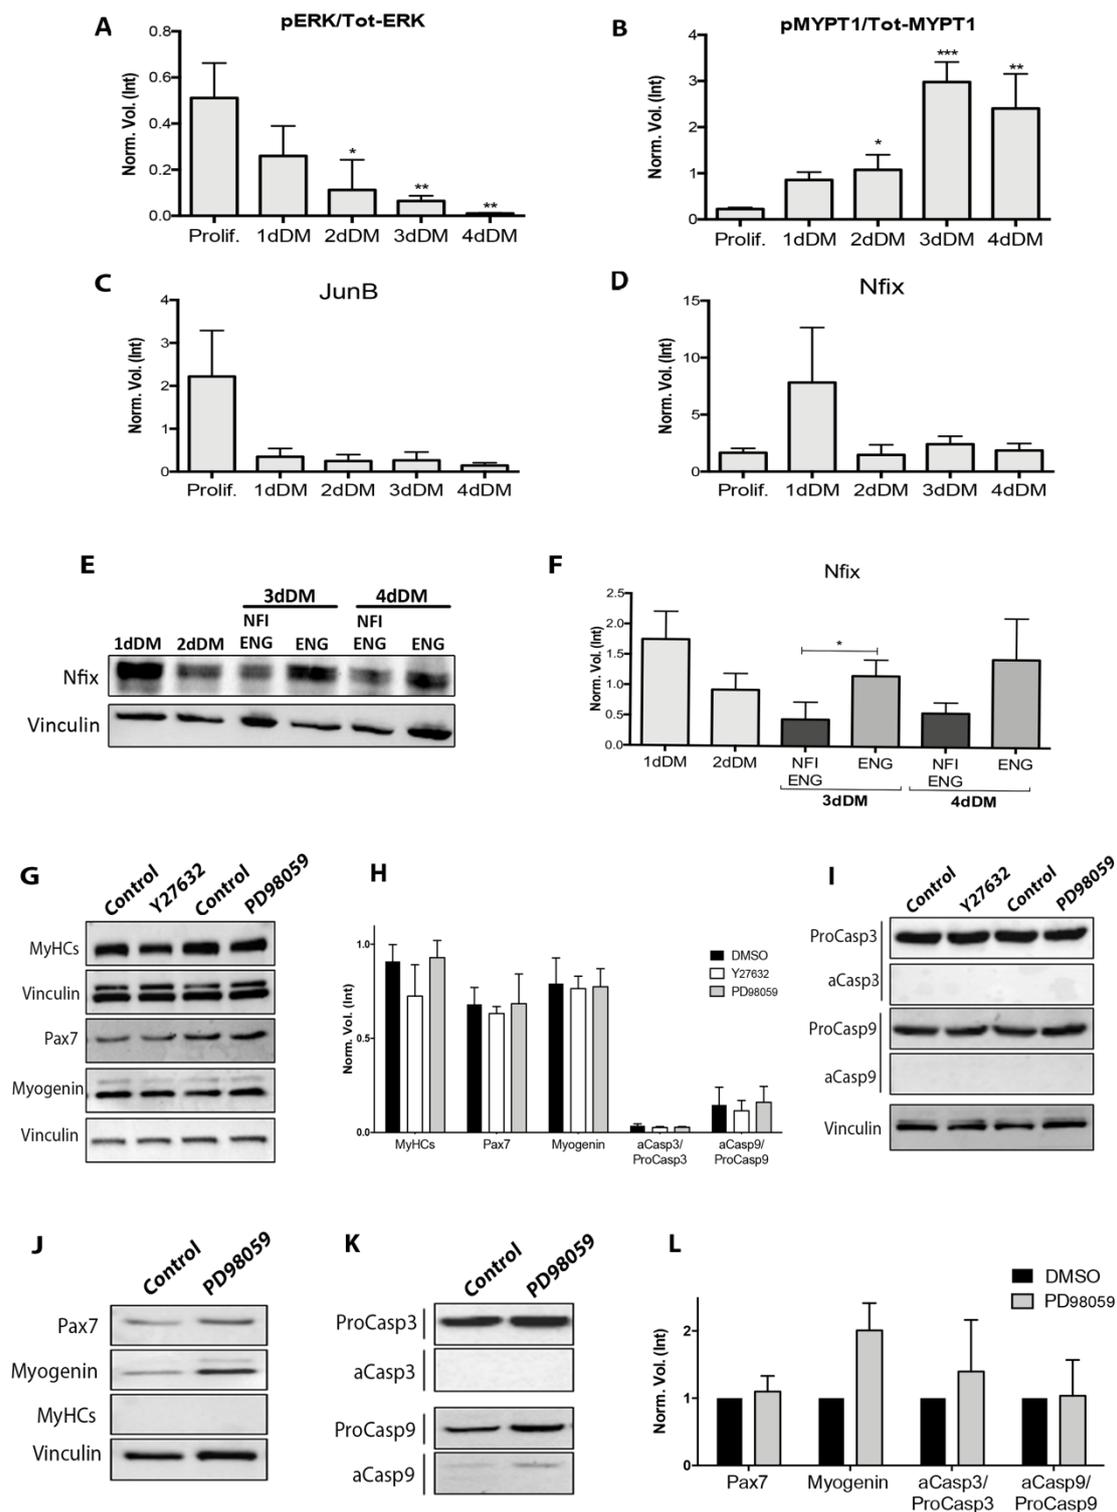 A
pERK/Tot-ERK
Norm. Vol. (Int)
0.8
0.6
0.4
0.2
0.0
*
**
**
Prolif. 1dDM 2dDM 3dDM 4dDM
B
pMYPT1/Tot-MYPT1
Norm. Vol. (Int)
4
3
2
1
0
*
***
**
Prolif. 1dDM 2dDM 3dDM 4dDM
C
JunB
Norm. Vol. (Int)
4
3
2
1
0
Prolif. 1dDM 2dDM 3dDM 4dDM
D
Nfix
Norm. Vol. (Int)
15
10
5
0
Prolif. 1dDM 2dDM 3dDM 4dDM
E
3dDM 4dDM
NFI NFI
1dDM 2dDM ENG ENG ENG ENG
Nfix
Vinculin
F
Nfix
Norm. Vol. (Int)
2.5
2.0
1.5
1.0
0.5
0.0
*
1dDM 2dDM NFI ENG NFI ENG
ENG ENG
3dDM 4dDM
G
Control Y27632 Control PD98059
MyHCs
Vinculin
Pax7
Myogenin
Vinculin
H
Norm. Vol. (Int)
1.0
0.5
0.0
DMSO
Y27632
PD98059
MyHCs Pax7 Myogenin aCasp3/ aCasp9/
ProCasp3 ProCasp9
I
Control Y27632 Control PD98059
ProCasp3
aCasp3
ProCasp9
aCasp9
Vinculin
J
Control PD98059
Pax7
Myogenin
MyHCs
Vinculin
K
Control PD98059
ProCasp3
aCasp3
ProCasp9
aCasp9
L
DMSO
PD98059
Norm. Vol. (Int)
2
1
0
Pax7 Myogenin aCasp3/ aCasp9/
ProCasp3 ProCasp9